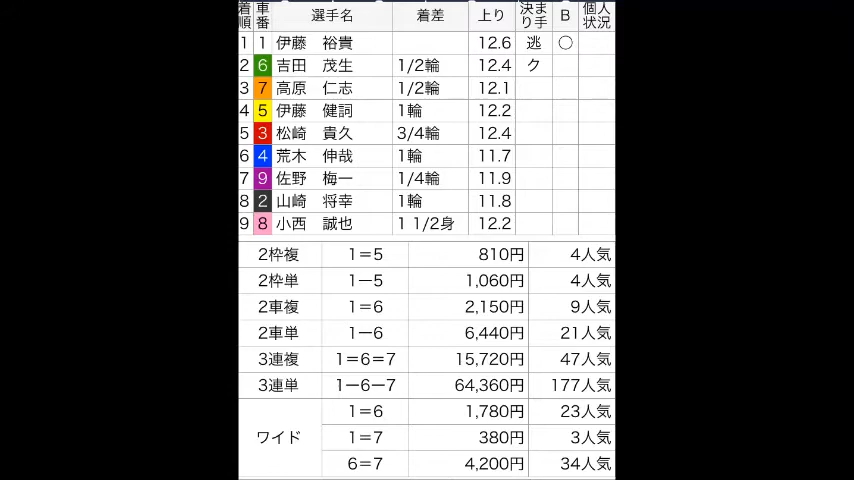 着順 車番 選手名 着差 上り 決まり手 B 個人状況
1 1 伊藤 裕貴 12.6 逃 ○
2 6 吉田 茂生 1/2輪 12.4 ク
3 7 高原 仁志 1/2輪 12.1
4 5 伊藤 健詞 1輪 12.2
5 3 松崎 貴久 3/4輪 12.4
6 4 荒木 伸哉 1輪 11.7
7 9 佐野 梅一 1/4輪 11.9
8 2 山崎 将幸 1輪 11.8
9 8 小西 誠也 1 1/2身 12.2
2枠複 1＝5 810円 4人気
2枠単 1ー5 1,060円 4人気
2車複 1＝6 2,150円 9人気
2車単 1ー6 6,440円 21人気
3連複 1＝6＝7 15,720円 47人気
3連単 1ー6ー7 64,360円 177人気
ワイド 1＝6 1,780円 23人気
1＝7 380円 3人気
6＝7 4,200円 34人気